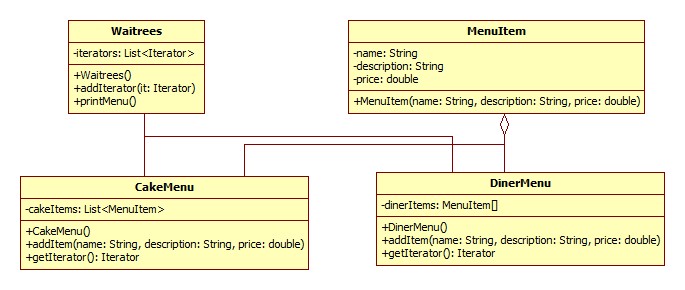 Waitrees
-iterators: List<Iterator>
+Waitrees()
+addIterator(it: Iterator)
+printMenu()
MenuItem
-name: String
-description: String
-price: double
+MenuItem(name: String, description: String, price: double)
CakeMenu
-cakeItems: List<MenuItem>
+CakeMenu()
+addItem(name: String, description: String, price: double)
+getIterator(): Iterator
DinerMenu
-dinerItems: MenuItem[]
+DinerMenu()
+addItem(name: String, description: String, price: double)
+getIterator(): Iterator